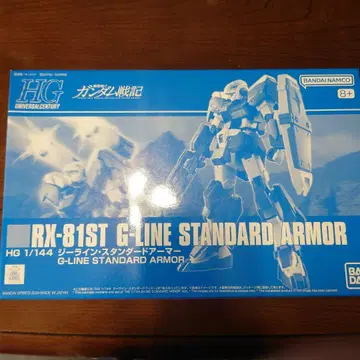 HG
UNIVERSAL CENTURY
ガンダム戦記
BANDAI NAMCO
8+
RX-81ST G-LINE STANDARD ARMOR
HG 1/144 ジーライン・スタンダードアーマー
G-LINE STANDARD ARMOR
BANDAI